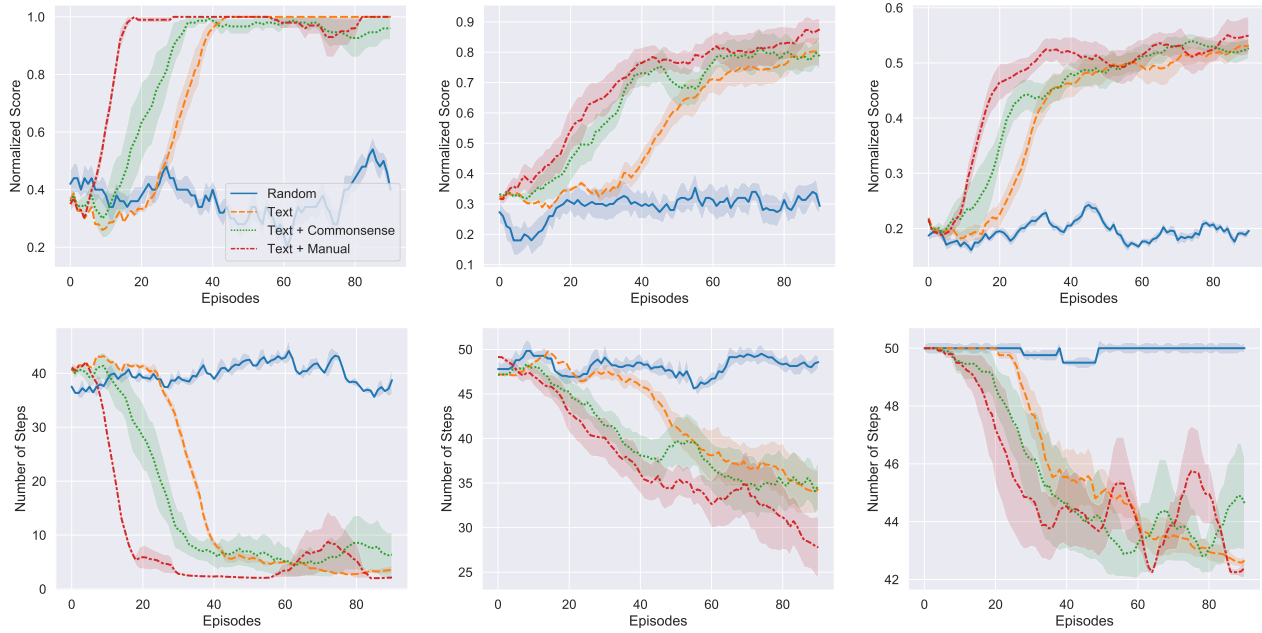 1.0
0.8
0.6
0.4
0.2
Normalized Score
0 20 40 60 80
Episodes
Random
Text
Text + Commonsense
Text + Manual
0.9
0.8
0.7
0.6
0.5
0.4
0.3
0.2
0.1
Normalized Score
0 20 40 60 80
Episodes
0.6
0.5
0.4
0.3
0.2
Normalized Score
0 20 40 60 80
Episodes
40
30
20
10
0
Number of Steps
0 20 40 60 80
Episodes
50
45
40
35
30
25
Number of Steps
0 20 40 60 80
Episodes
50
48
46
44
42
Number of Steps
0 20 40 60 80
Episodes